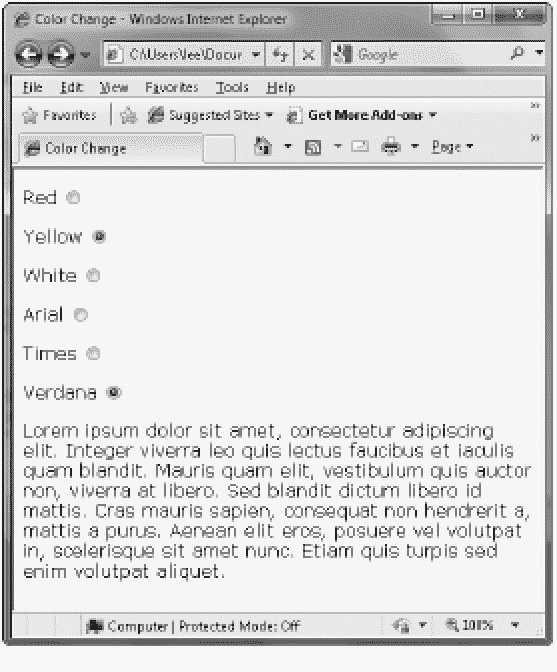 Color Change - Windows Internet Explorer
C:\Users\lee\Docur
Google
File Edit View Favorites Tools Help
Favorites Suggested Sites Get More Add-ons »
Color Change Page »
Red
Yellow
White
Arial
Times
Verdana
Lorem ipsum dolor sit amet, consectetur adipiscing
elit. Integer viverra leo quis lectus faucibus et iaculis
quam blandit. Mauris quam elit, vestibulum quis auctor
non, viverra at libero. Sed blandit dictum libero id
mattis. Cras mauris sapien, consequat non hendrerit a,
mattis a purus. Aenean elit eros, posuere vel volutpat
in, scelerisque sit amet nunc. Etiam quis turpis sed
enim volutpat aliquet.
Computer | Protected Mode: Off 100%